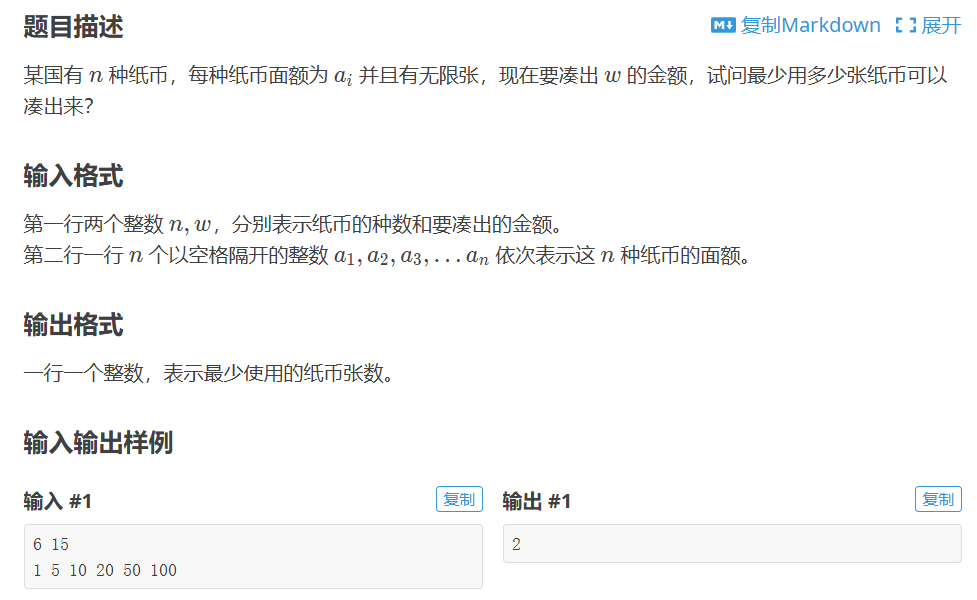 题目描述
复制Markdown
展开
某国有 n 种纸币，每种纸币面额为 aᵢ 并且有无限张，现在要凑出 w 的金额，试问最少用多少张纸币可以
凑出来？
输入格式
第一行两个整数 n, w，分别表示纸币的种数和要凑出的金额。
第二行一行 n 个以空格隔开的整数 a₁, a₂, a₃, … aₙ 依次表示这 n 种纸币的面额。
输出格式
一行一个整数，表示最少使用的纸币张数。
输入输出样例
输入 #1
复制
6 15
1 5 10 20 50 100
输出 #1
复制
2